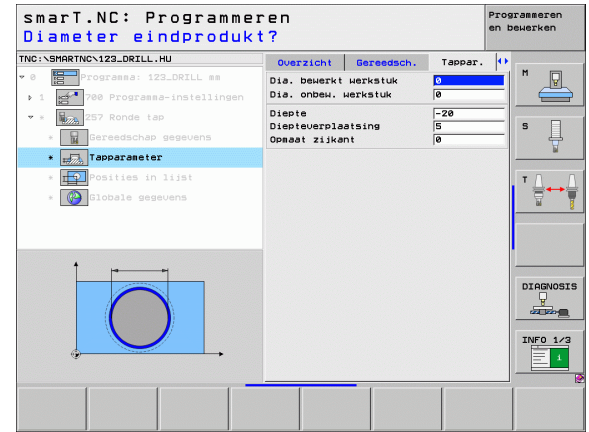 smarT.NC: Programmeren
Diameter eindprodukt?
Programmeren
en bewerken
TNC:\SMARTNC\123_DRILL.HU
0 Programma: 123_DRILL mm
1 700 Programma-instellingen
* 257 Ronde tap
* Gereedschap gegevens
* Tapparameter
* Posities in lijst
* Globale gegevens
Overzicht Gereedsch. Tappar.
Dia. bewerkt werkstuk 0
Dia. onbew. werkstuk 0
Diepte -20
Diepteverplaatsing 5
Opmaat zijkant 0
M
S
T
DIAGNOSIS
INFO 1/3
i